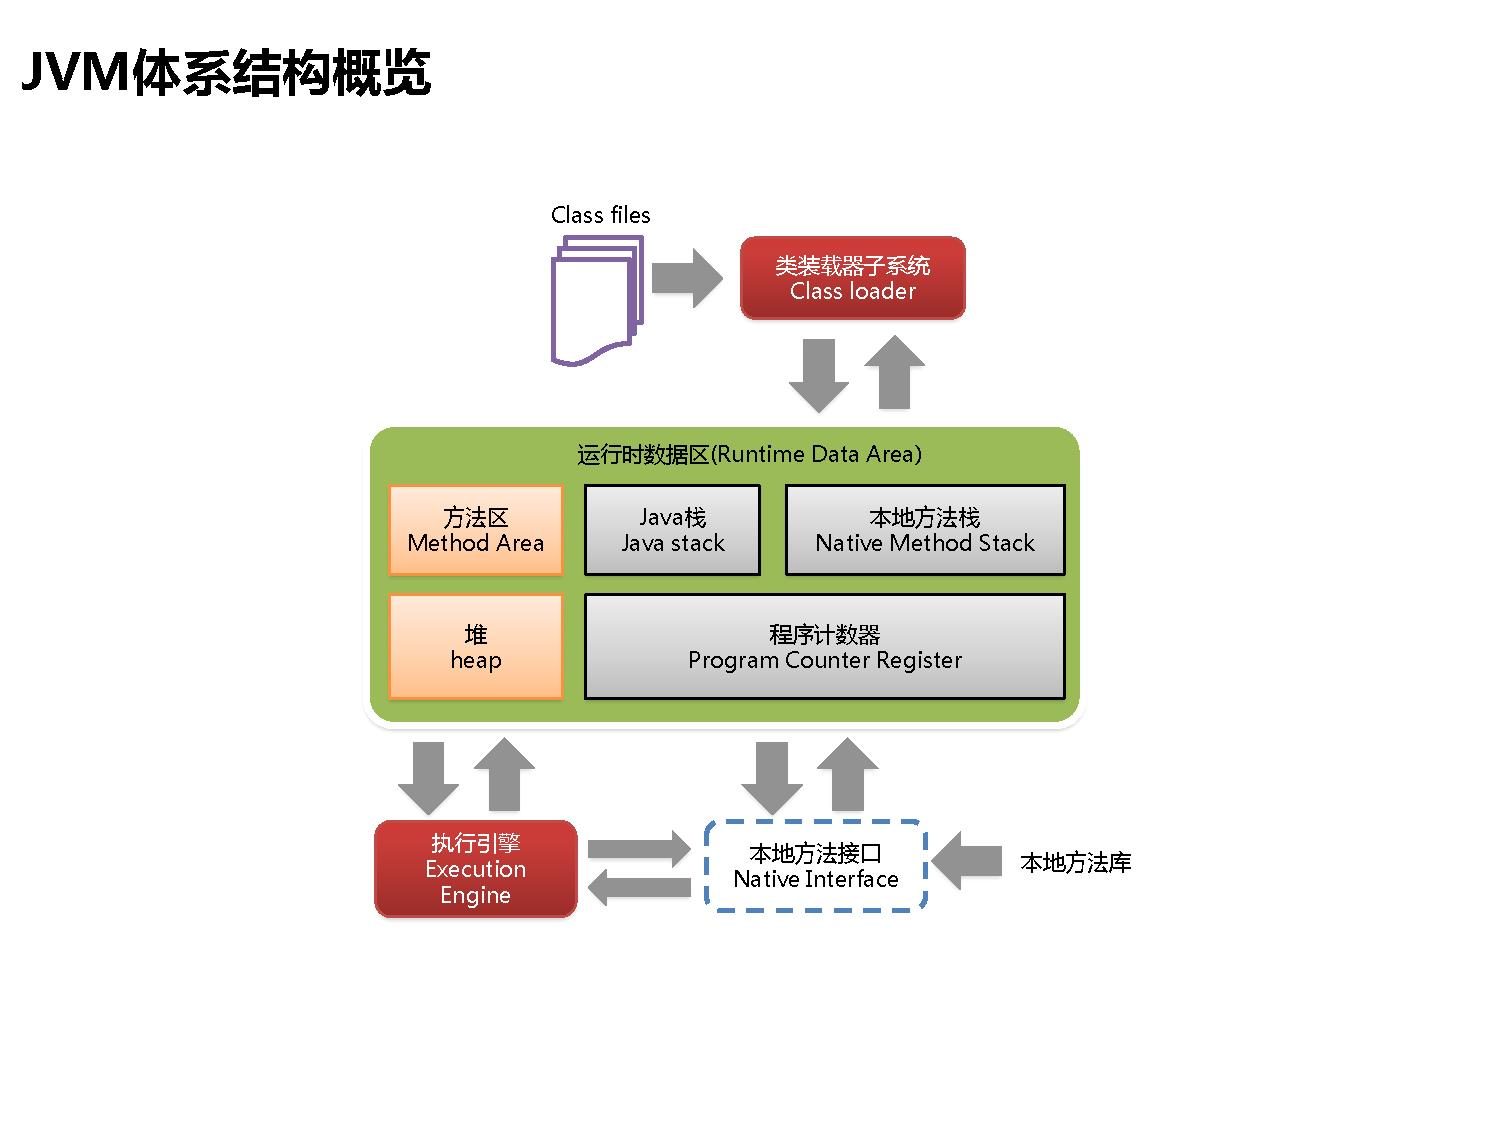 JVM体系结构概览
Class files
类装载器子系统
Class loader
运行时数据区(Runtime Data Area)
方法区
Method Area
Java栈
Java stack
本地方法栈
Native Method Stack
堆
heap
程序计数器
Program Counter Register
执行引擎
Execution
Engine
本地方法接口
Native Interface
本地方法库